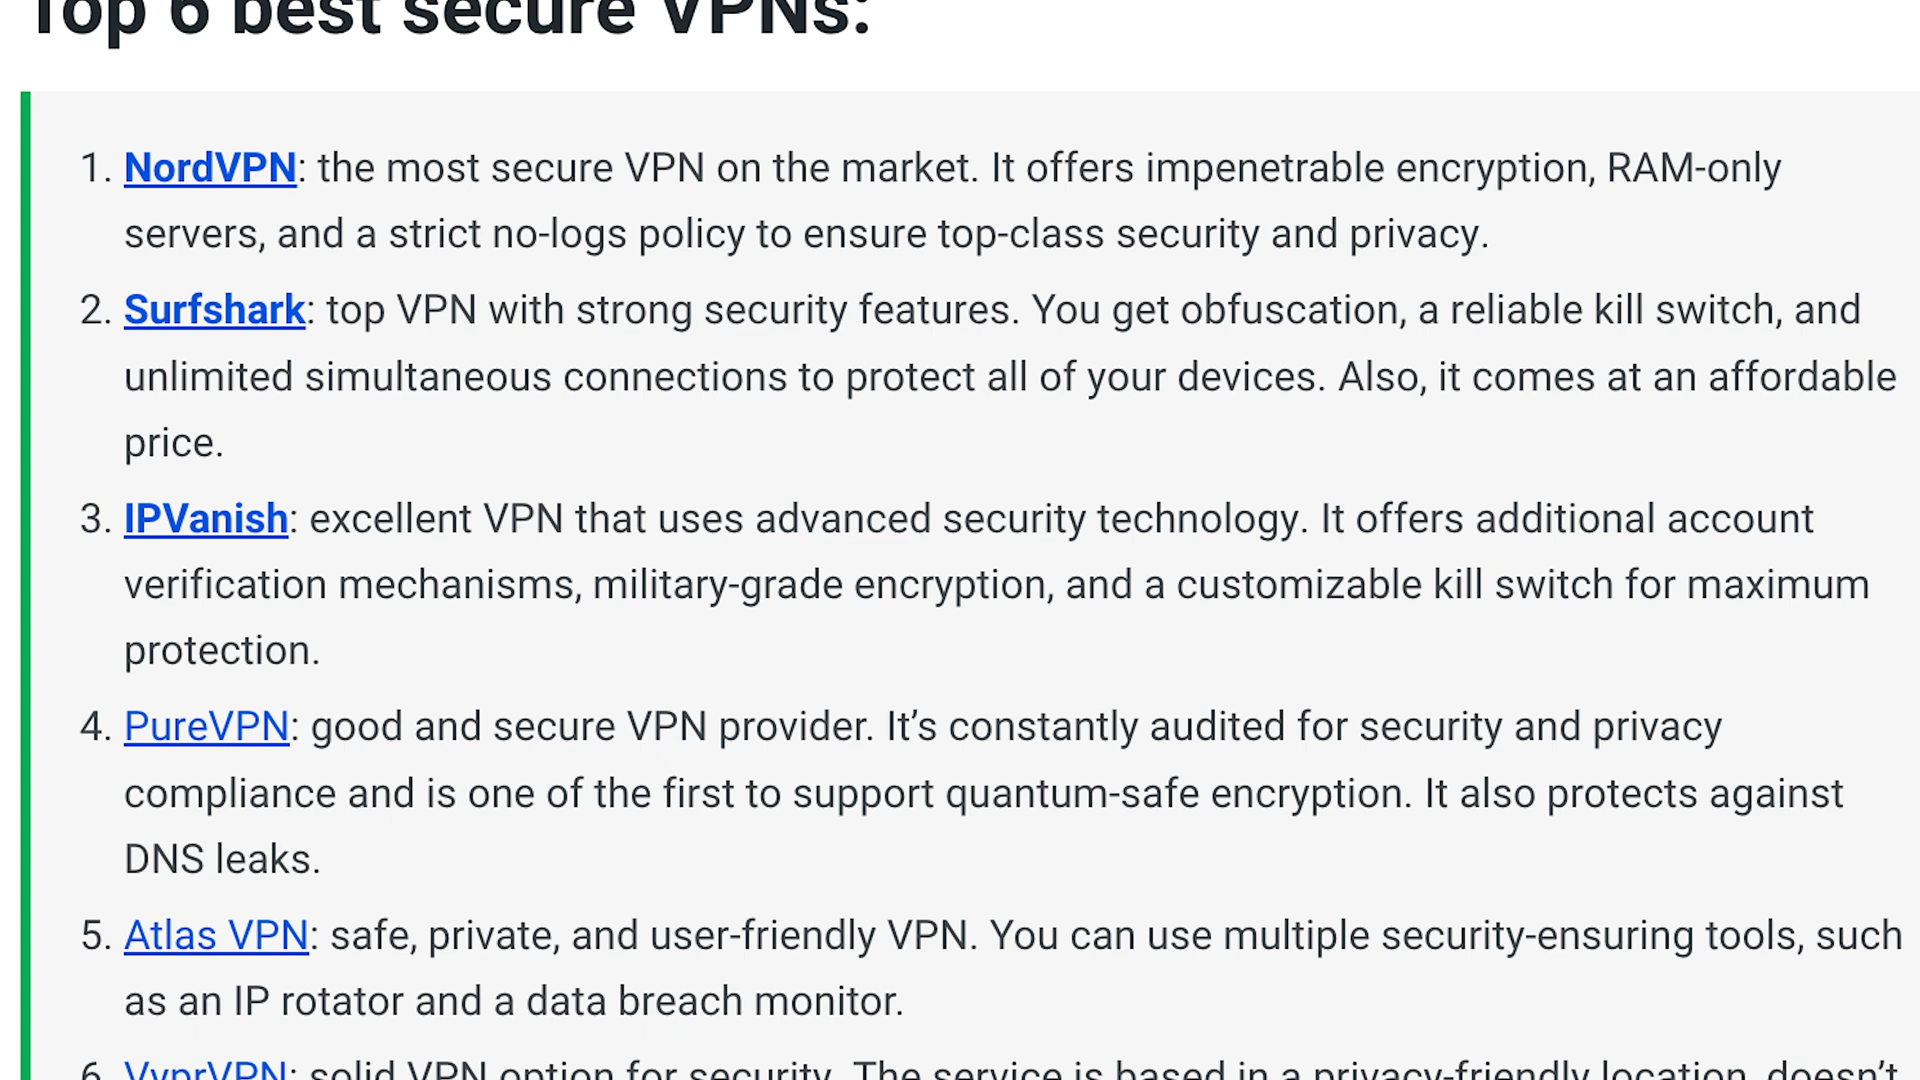 Top 6 best secure VPNs:
1. NordVPN: the most secure VPN on the market. It offers impenetrable encryption, RAM-only
servers, and a strict no-logs policy to ensure top-class security and privacy.
2. Surfshark: top VPN with strong security features. You get obfuscation, a reliable kill switch, and
unlimited simultaneous connections to protect all of your devices. Also, it comes at an affordable
price.
3. IPVanish: excellent VPN that uses advanced security technology. It offers additional account
verification mechanisms, military-grade encryption, and a customizable kill switch for maximum
protection.
4. PureVPN: good and secure VPN provider. It’s constantly audited for security and privacy
compliance and is one of the first to support quantum-safe encryption. It also protects against
DNS leaks.
5. Atlas VPN: safe, private, and user-friendly VPN. You can use multiple security-ensuring tools, such
as an IP rotator and a data breach monitor.
6. VyprVPN: solid VPN option for security. The service is based in a privacy-friendly location, doesn’t